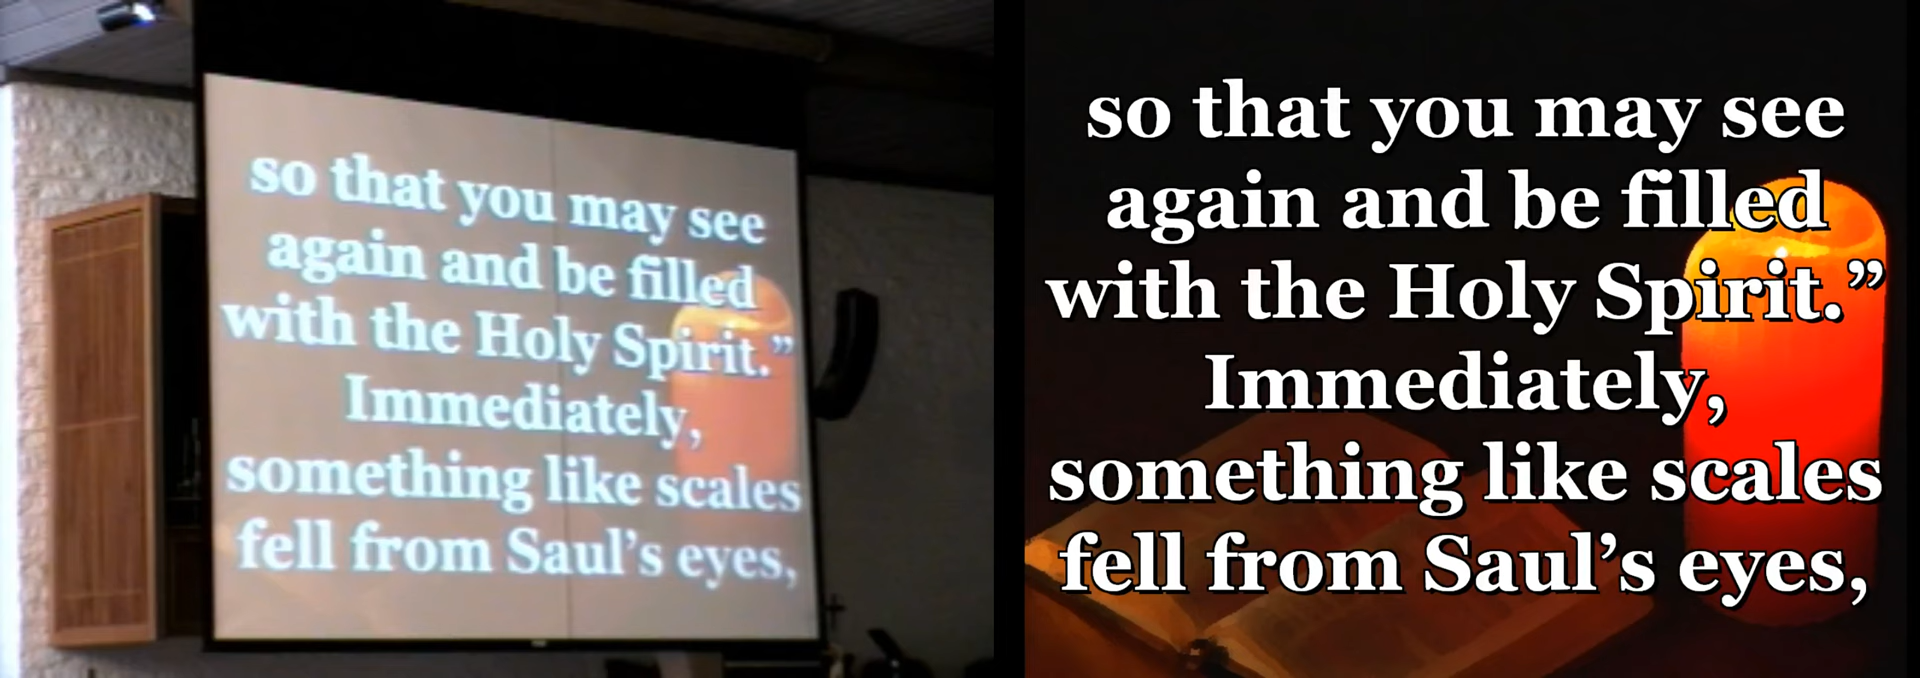 so that you may see
again and be filled
with the Holy Spirit.”
Immediately,
something like scales
fell from Saul’s eyes,
so that you may see
again and be filled
with the Holy Spirit.”
Immediately,
something like scales
fell from Saul’s eyes,